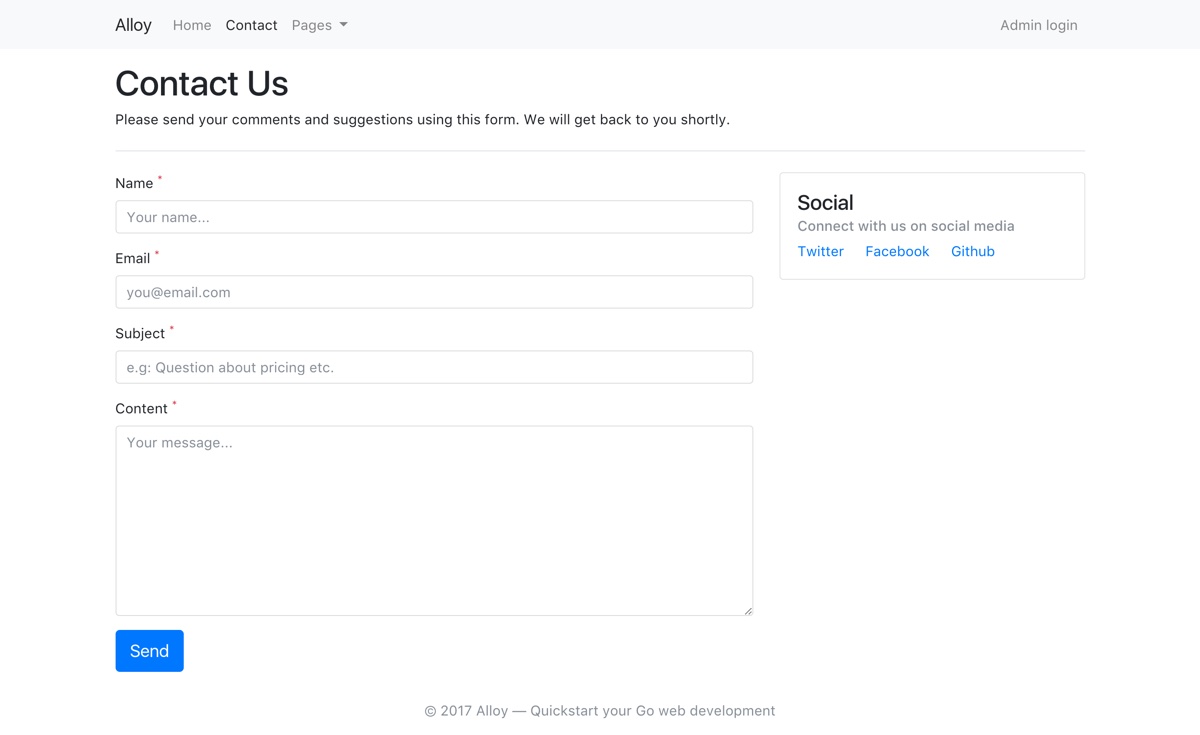 Alloy Home Contact Pages Admin login
Contact Us
Please send your comments and suggestions using this form. We will get back to you shortly.
Name *
Your name...
Email *
you@email.com
Subject *
e.g: Question about pricing etc.
Content *
Your message...
Send
Social
Connect with us on social media
Twitter Facebook Github
© 2017 Alloy — Quickstart your Go web development